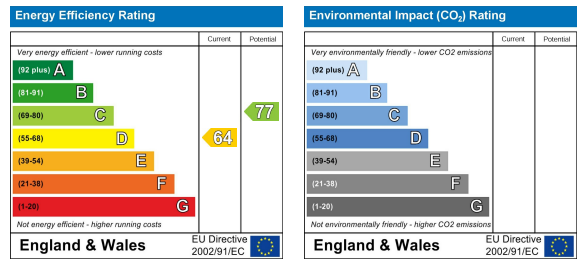 Energy Efficiency Rating
Current Potential
Very energy efficient - lower running costs
(92 plus) A
(81-91) B
(69-80) C
77
(55-68) D
64
(39-54) E
(21-38) F
(1-20) G
Not energy efficient - higher running costs
England & Wales
EU Directive
2002/91/EC
Environmental Impact (CO2) Rating
Current Potential
Very environmentally friendly - lower CO2 emissions
(92 plus) A
(81-91) B
(69-80) C
(55-68) D
(39-54) E
(21-38) F
(1-20) G
Not environmentally friendly - higher CO2 emissions
England & Wales
EU Directive
2002/91/EC